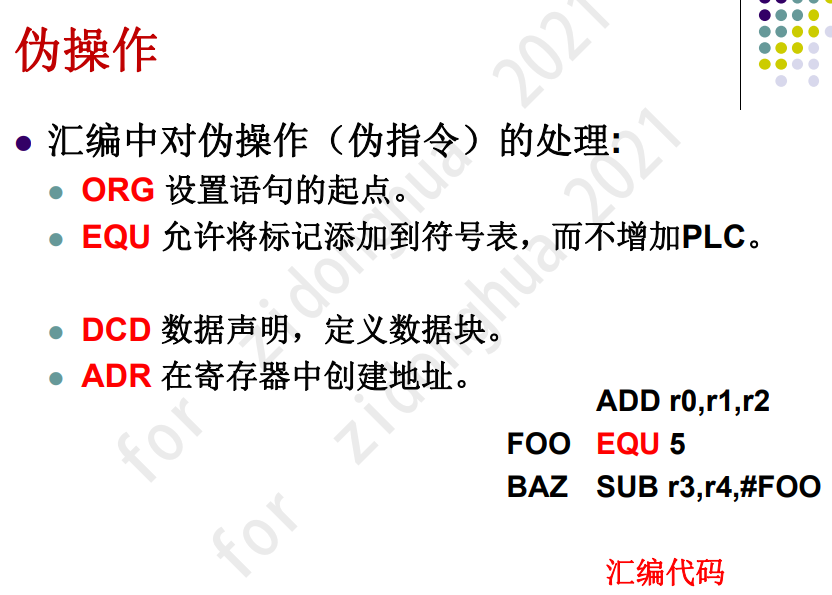 伪操作
汇编中对伪操作（伪指令）的处理:
ORG 设置语句的起点。
EQU 允许将标记添加到符号表，而不增加PLC。
DCD 数据声明，定义数据块。
ADR 在寄存器中创建地址。
ADD r0,r1,r2
FOO EQU 5
BAZ SUB r3,r4,#FOO
汇编代码
for zidonghua 2021
for zidonghua 2021